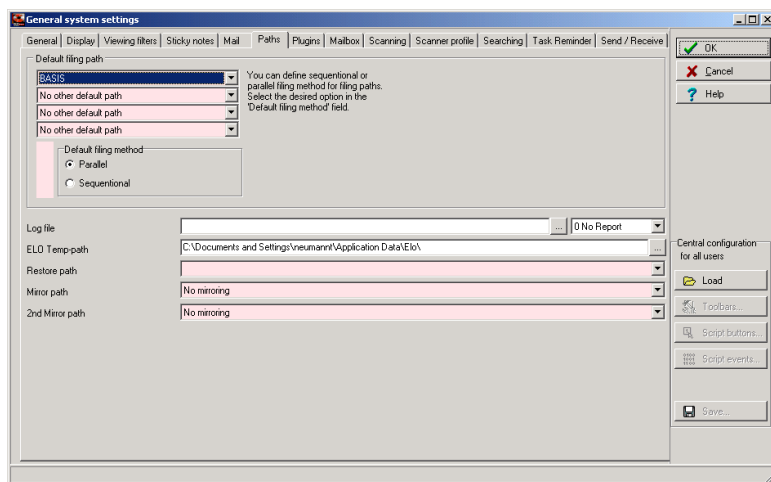 General system settings
General Display Viewing filters Sticky notes Mail Paths Plugins Mailbox Scanning Scanner profile Searching Task Reminder Send / Receive
OK
Cancel
Help
Default filing path
BASIS
No other default path
No other default path
No other default path
You can define sequential or
parallel filing method for filing paths.
Select the desired option in the
'Default filing method' field.
Default filing method
Parallel
Sequentional
Log file ... 0 No Report
ELO Temp-path C:\Documents and Settings\neumannt\Application Data\Elo\ ...
Restore path
Mirror path No mirroring
2nd Mirror path No mirroring
Central configuration
for all users
Load
Toolbars...
Script buttons...
Script events...
Save...